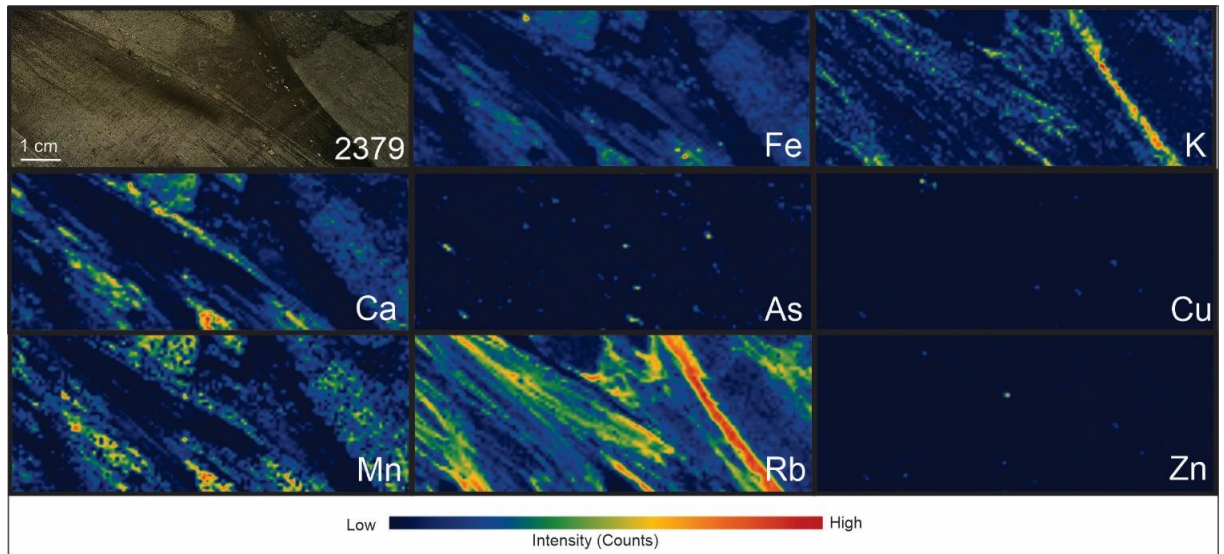 1 cm
2379
Fe
K
Ca
As
Cu
Mn
Rb
Zn
Low
High
Intensity (Counts)